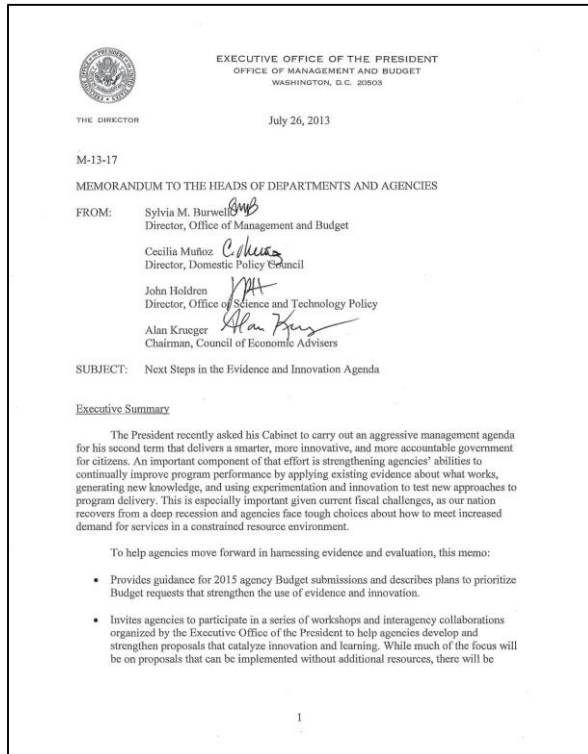 EXECUTIVE OFFICE OF THE PRESIDENT
OFFICE OF MANAGEMENT AND BUDGET
WASHINGTON, D.C. 20503
THE DIRECTOR
July 26, 2013
M-13-17
MEMORANDUM TO THE HEADS OF DEPARTMENTS AND AGENCIES
FROM: Sylvia M. Burwell
Director, Office of Management and Budget
Cecilia Muñoz
Director, Domestic Policy Council
John Holdren
Director, Office of Science and Technology Policy
Alan Krueger
Chairman, Council of Economic Advisers
SUBJECT: Next Steps in the Evidence and Innovation Agenda
Executive Summary
The President recently asked his Cabinet to carry out an aggressive management agenda
for his second term that delivers a smarter, more innovative, and more accountable government
for citizens. An important component of that effort is strengthening agencies' abilities to
continually improve program performance by applying existing evidence about what works,
generating new knowledge, and using experimentation and innovation to test new approaches to
program delivery. This is especially important given current fiscal challenges, as our nation
recovers from a deep recession and agencies face tough choices about how to meet increased
demand for services in a constrained resource environment.
To help agencies move forward in harnessing evidence and evaluation, this memo:
• Provides guidance for 2015 agency Budget submissions and describes plans to prioritize
Budget requests that strengthen the use of evidence and innovation.
• Invites agencies to participate in a series of workshops and interagency collaborations
organized by the Executive Office of the President to help agencies develop and
strengthen proposals that catalyze innovation and learning. While much of the focus will
be on proposals that can be implemented without additional resources, there will be
1